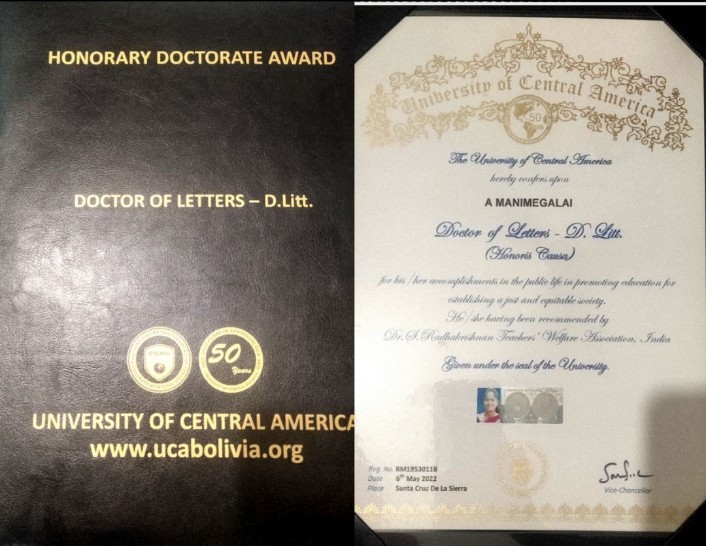 HONORARY DOCTORATE AWARD
DOCTOR OF LETTERS – D.Litt.
50
Years
UNIVERSITY OF CENTRAL AMERICA
www.ucabolivia.org
University of Central America
50
The University of Central America
hereby confers upon
A MANIMEGALAI
Doctor of Letters - D. Litt.
(Honoris Causa)
for his / her accomplishments in the public life in promoting education for
establishing a just and equitable society.
He / she having been recommended by
Dr. S. Radhakrishnan Teachers' Welfare Association, India
Given under the seal of the University.
Reg. No. RM1953011B
Date 6th May 2022
Place Santa Cruz De La Sierra
Vice-Chancellor